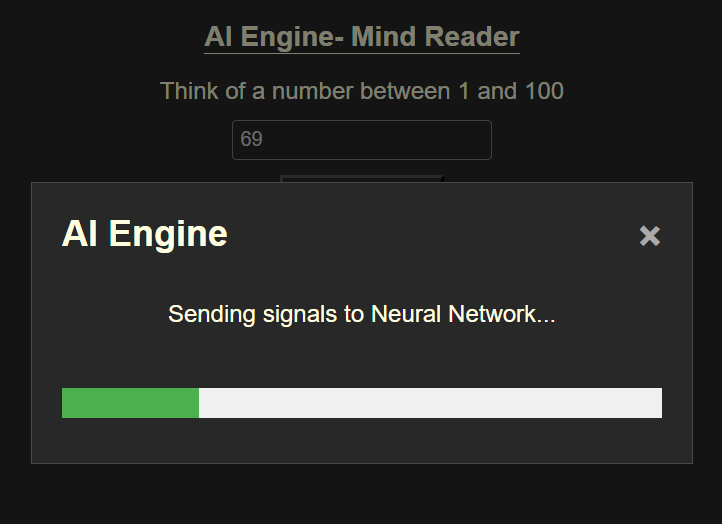 AI Engine- Mind Reader
Think of a number between 1 and 100
69
AI Engine
×
Sending signals to Neural Network...